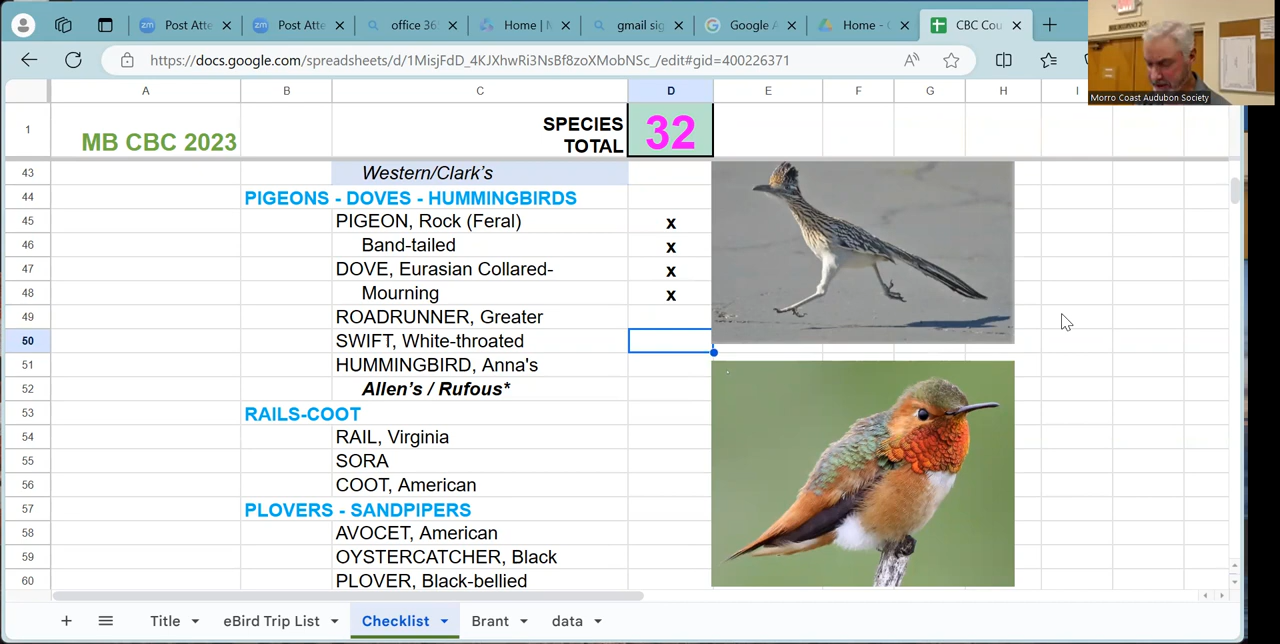 Post Atte
Post Atte
office 36
Home | N
gmail sig
Google A
Home -
CBC Cou
https://docs.google.com/spreadsheets/d/1MisjFdD_4KJXhwRi3NsBf8zoXMobNSc_/edit#gid=400226371
Morro Coast Audubon Society
A B C D E F G H I
1 MB CBC 2023 SPECIES TOTAL 32
43 Western/Clark's
44 PIGEONS - DOVES - HUMMINGBIRDS
45 PIGEON, Rock (Feral) x
46 Band-tailed x
47 DOVE, Eurasian Collared- x
48 Mourning x
49 ROADRUNNER, Greater
50 SWIFT, White-throated
51 HUMMINGBIRD, Anna's
52 Allen's / Rufous*
53 RAILS-COOT
54 RAIL, Virginia
55 SORA
56 COOT, American
57 PLOVERS - SANDPIPERS
58 AVOCET, American
59 OYSTERCATCHER, Black
60 PLOVER, Black-bellied
Title eBird Trip List Checklist Brant data